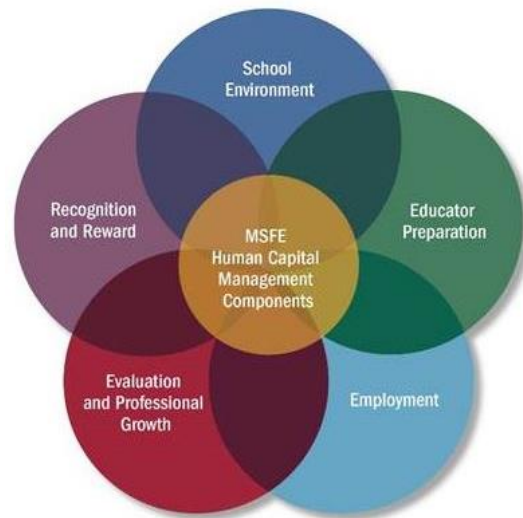 School
Environment
Recognition
and Reward
Educator
Preparation
MSFE
Human Capital
Management
Components
Evaluation
and Professional
Growth
Employment